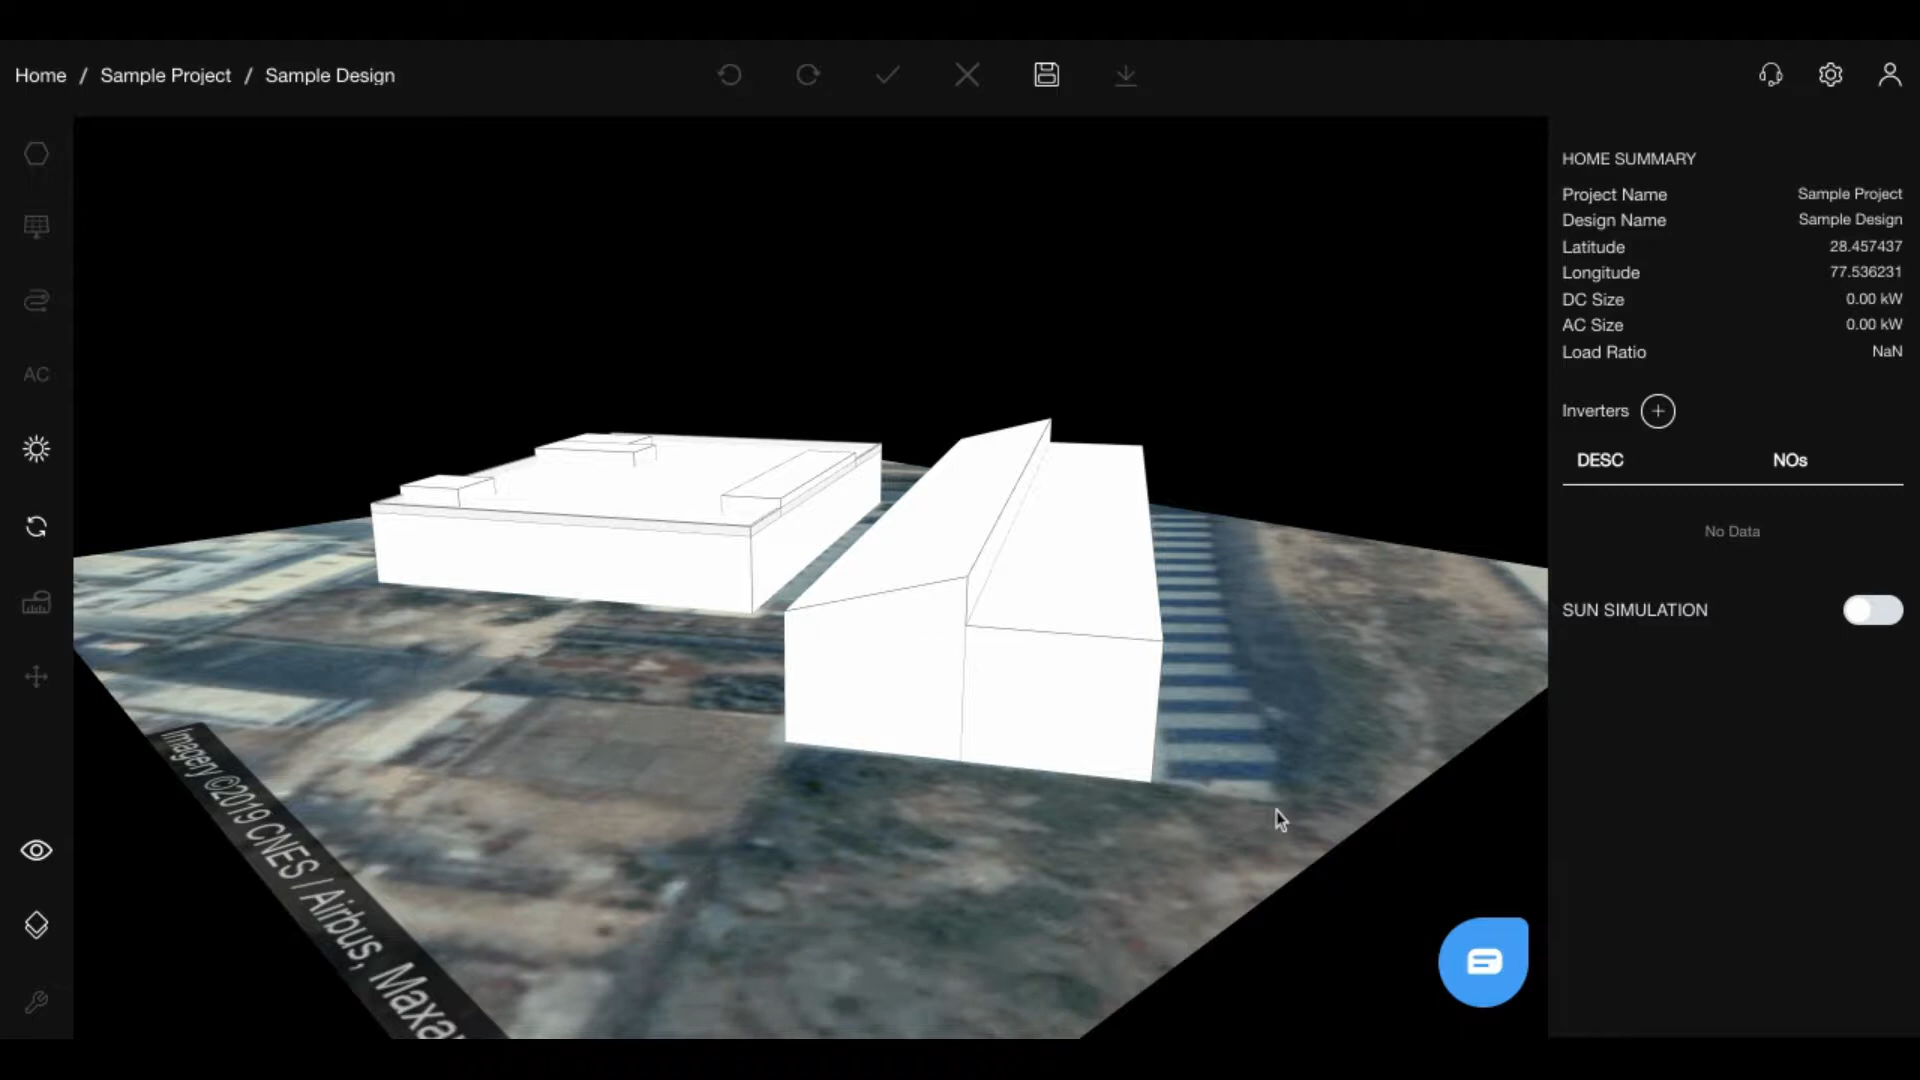 Home / Sample Project / Sample Design
HOME SUMMARY
Project Name Sample Project
Design Name Sample Design
Latitude 28.457437
Longitude 77.536231
DC Size 0.00 kW
AC Size 0.00 kW
Load Ratio NaN
AC
Inverters
DESC NOs
No Data
SUN SIMULATION
Imagery ©2019 CNES / Airbus, Maxa